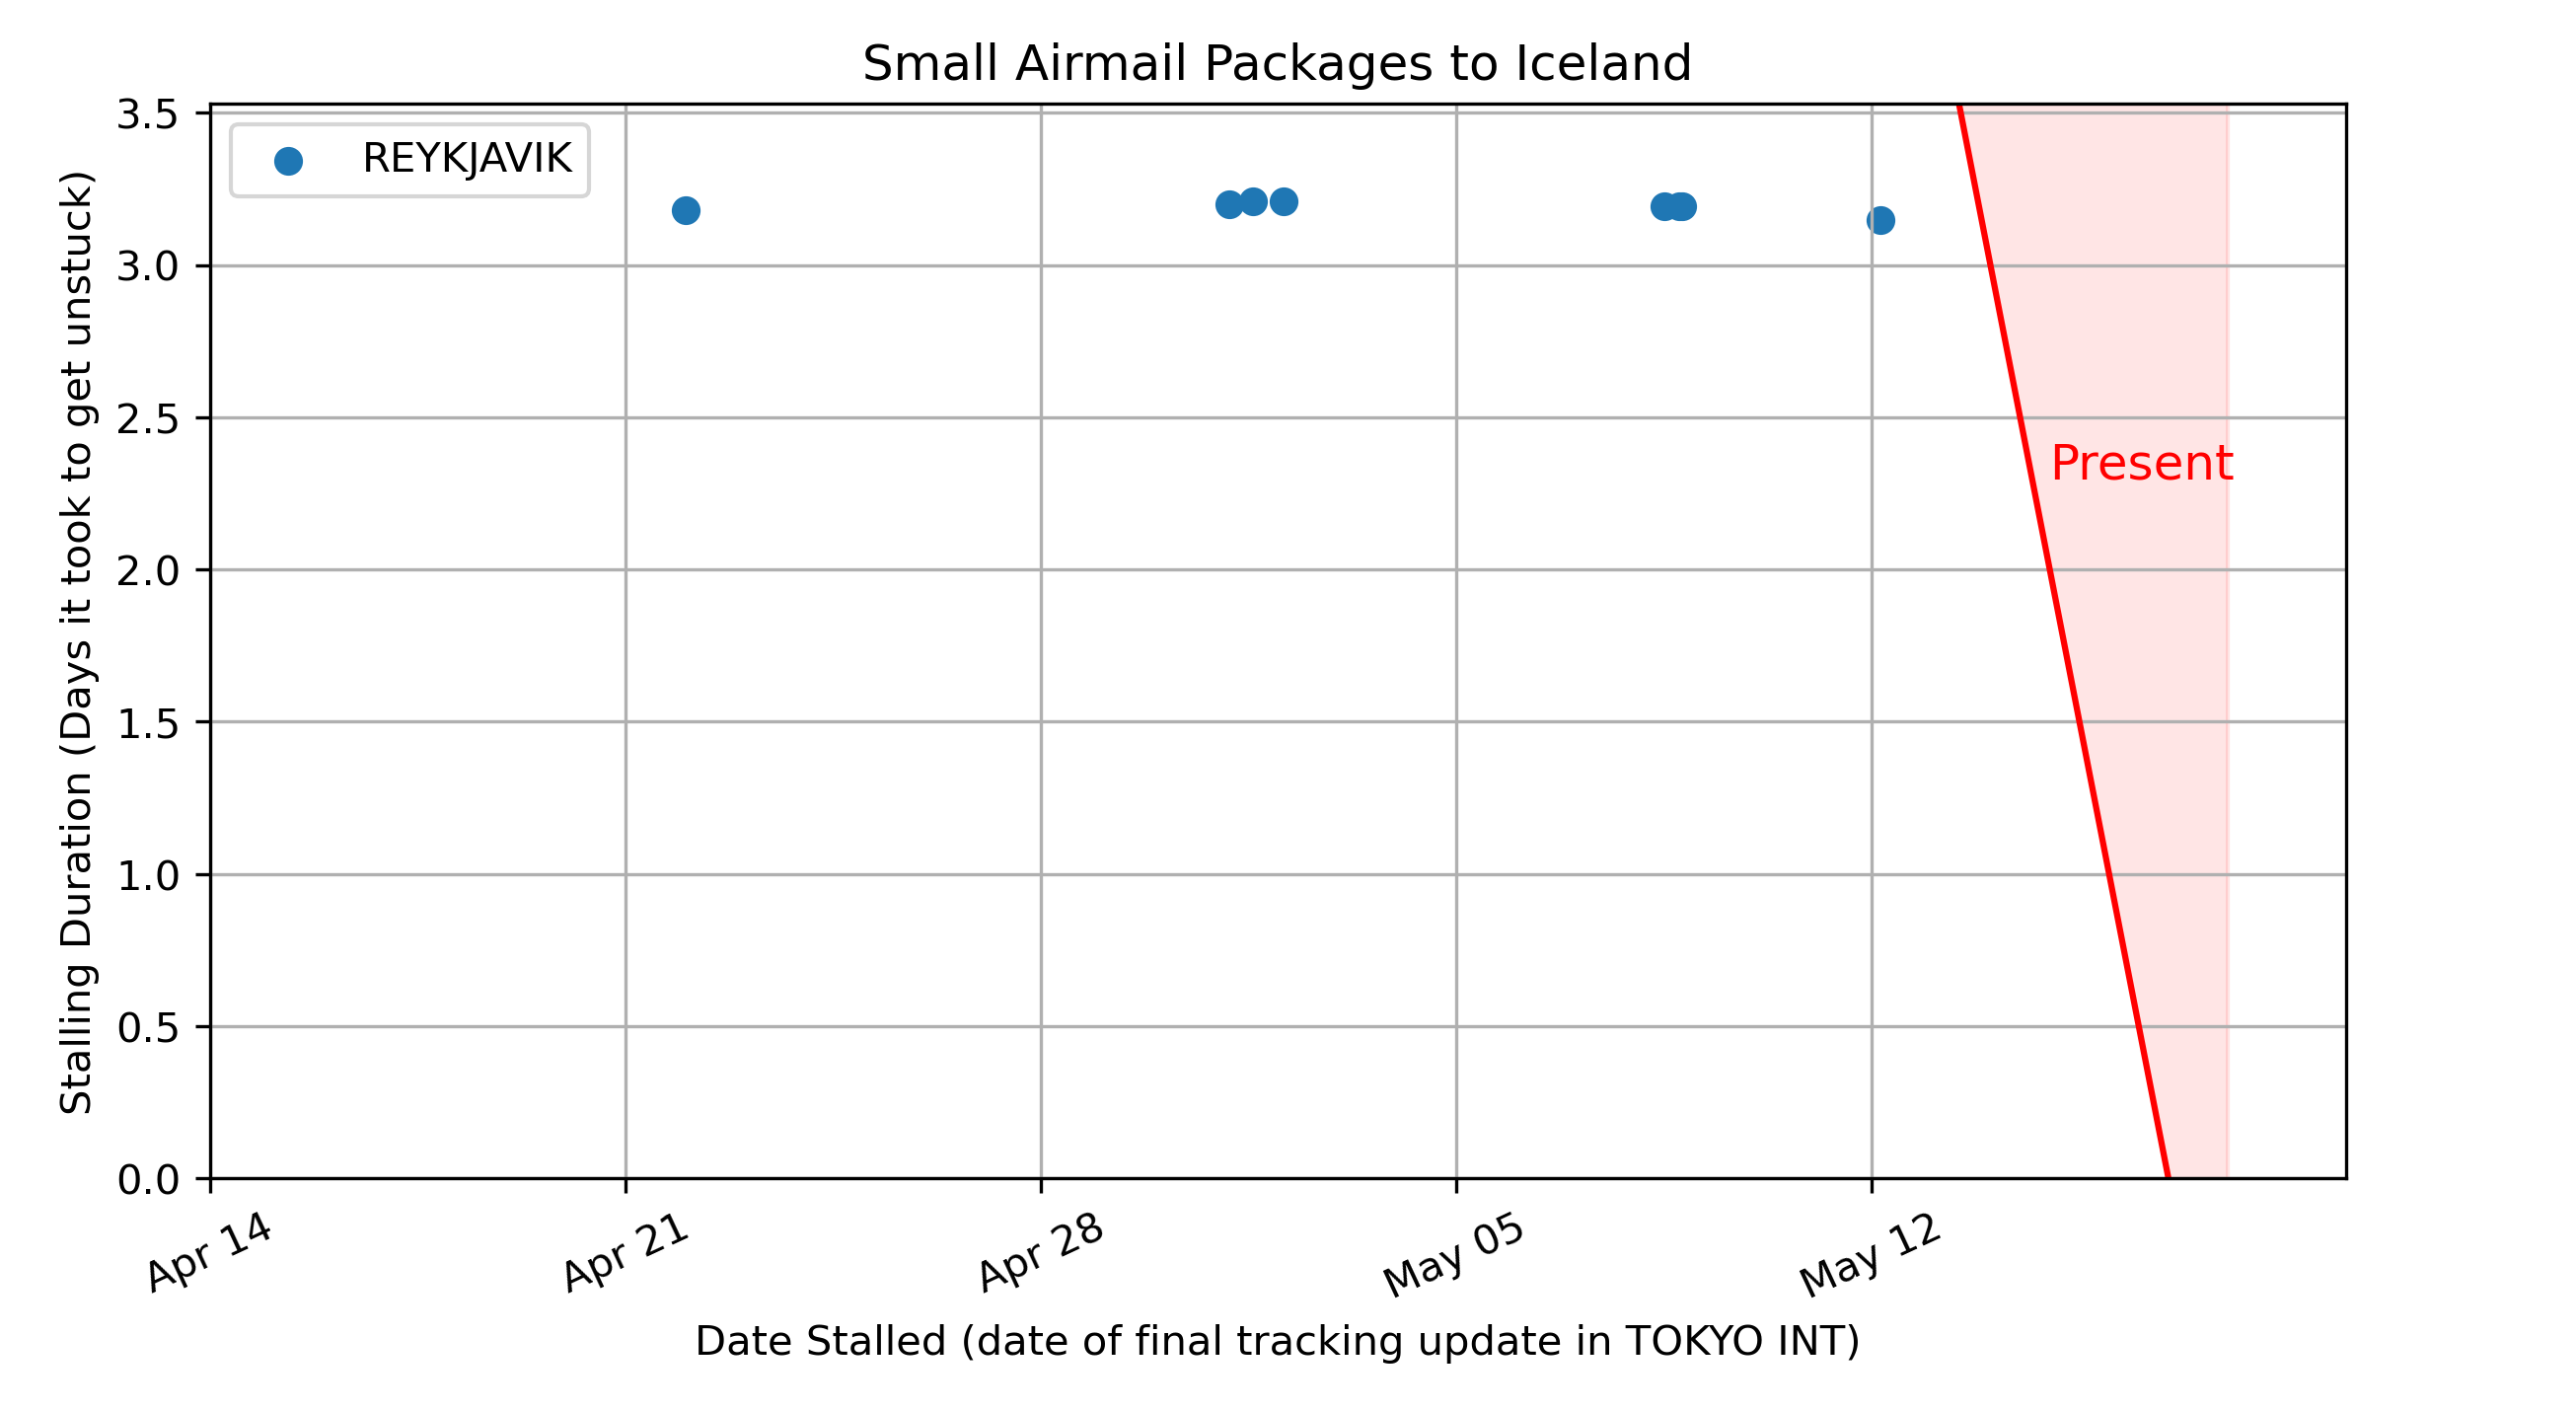 Small Airmail Packages to Iceland
REYKJAVIK
Present
Stalling Duration (Days it took to get unstuck)
3.5
3.0
2.5
2.0
1.5
1.0
0.5
0.0
Apr 14
Apr 21
Apr 28
May 05
May 12
Date Stalled (date of final tracking update in TOKYO INT)